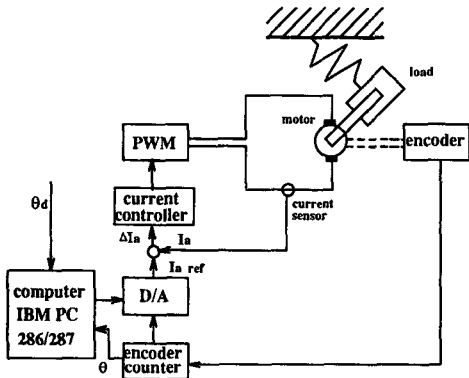 load
motor
PWM
encoder
θd
current
controller
current
sensor
ΔIa
Ia
Ia ref
computer
IBM PC
286/287
D/A
θ
encoder
counter